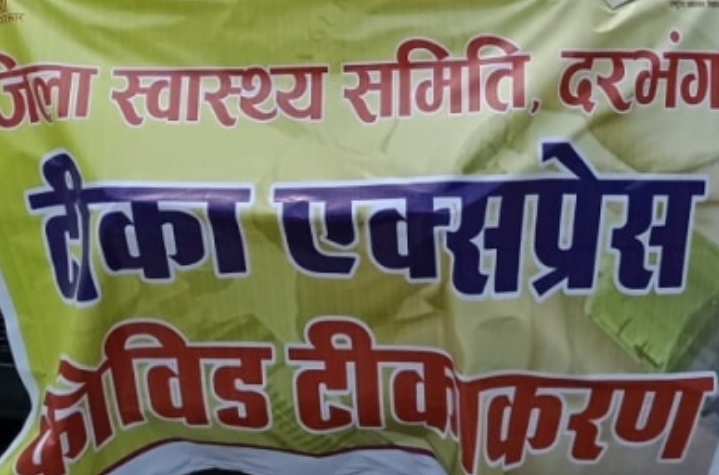 जिला स्वास्थ्य समिति, दरभंगा
टीका एक्सप्रेस
कोविड टीकाकरण